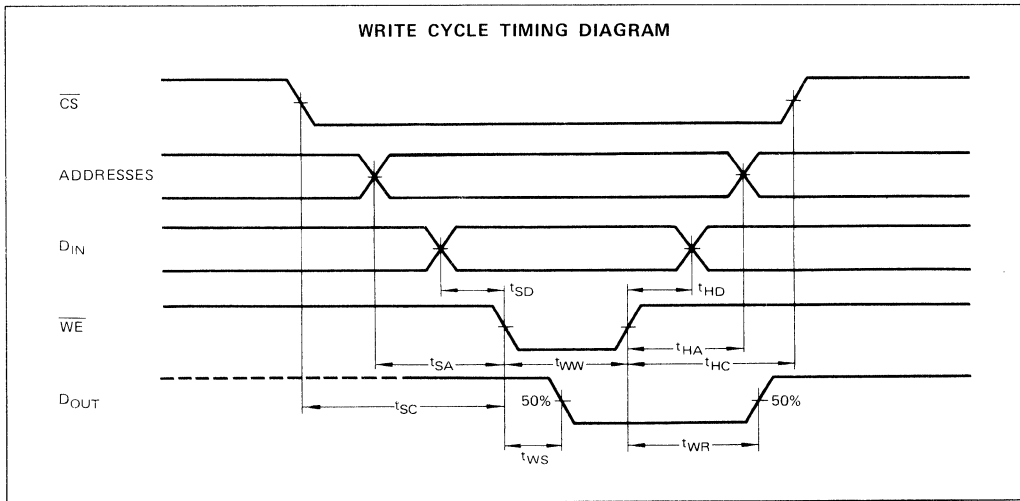 WRITE CYCLE TIMING DIAGRAM
CS
ADDRESSES
DIN
tSD
tHD
WE
tHA
tSA
tWW
tHC
DOUT
50%
50%
tSC
tWR
tWS